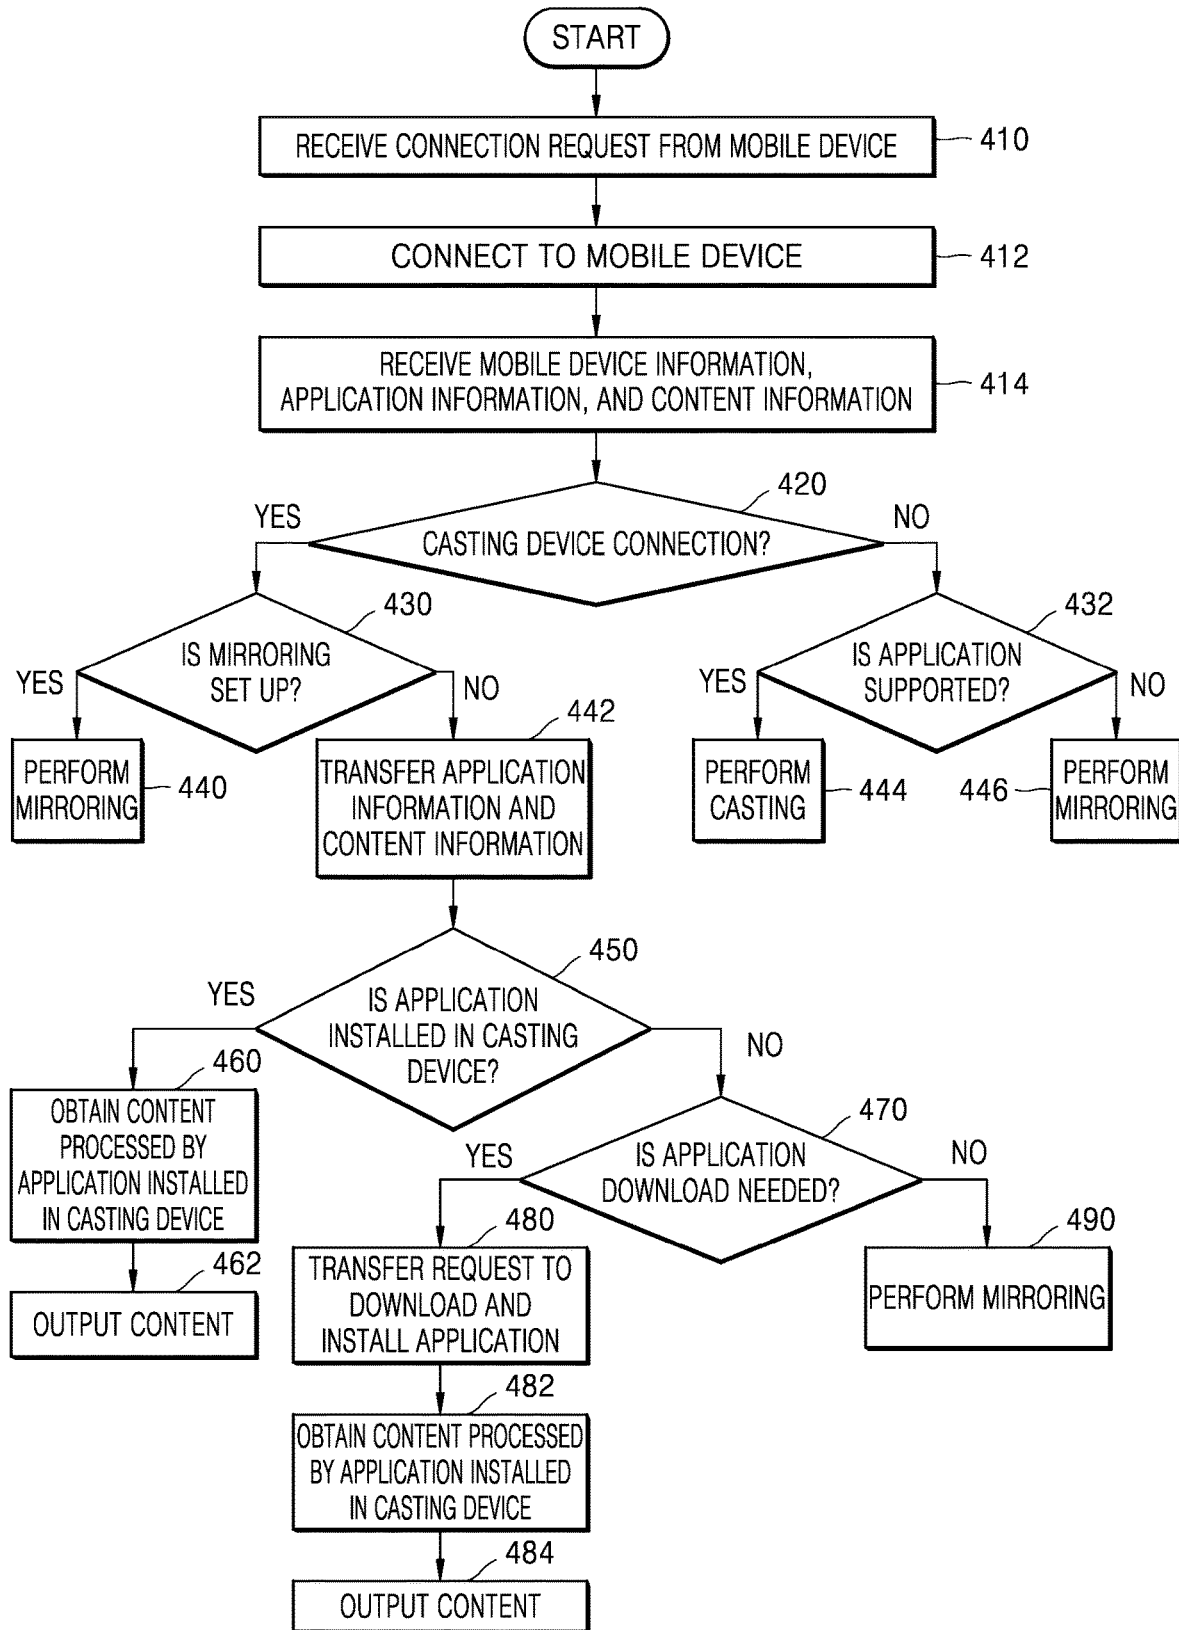 START
RECEIVE CONNECTION REQUEST FROM MOBILE DEVICE
410
CONNECT TO MOBILE DEVICE
412
RECEIVE MOBILE DEVICE INFORMATION,
APPLICATION INFORMATION, AND CONTENT INFORMATION
414
420
YES
CASTING DEVICE CONNECTION?
NO
430
IS MIRRORING
SET UP?
YES
NO
432
IS APPLICATION
SUPPORTED?
YES
NO
PERFORM
MIRRORING
440
442
TRANSFER APPLICATION
INFORMATION AND
CONTENT INFORMATION
PERFORM
CASTING
444
446
PERFORM
MIRRORING
450
YES
IS APPLICATION
INSTALLED IN CASTING
DEVICE?
NO
460
OBTAIN CONTENT
PROCESSED BY
APPLICATION INSTALLED
IN CASTING DEVICE
462
OUTPUT CONTENT
470
YES
IS APPLICATION
DOWNLOAD NEEDED?
NO
480
TRANSFER REQUEST TO
DOWNLOAD AND
INSTALL APPLICATION
490
PERFORM MIRRORING
482
OBTAIN CONTENT PROCESSED
BY APPLICATION INSTALLED
IN CASTING DEVICE
484
OUTPUT CONTENT